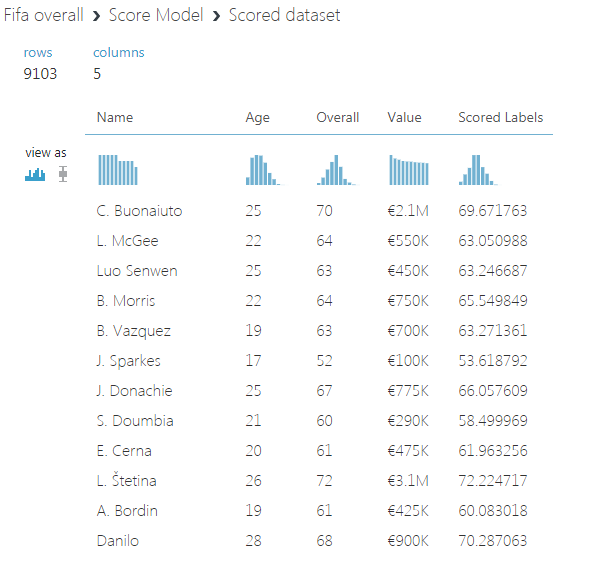 Fifa overall › Score Model › Scored dataset
rows columns
9103 5
Name Age Overall Value Scored Labels
view as
C. Buonaiuto 25 70 €2.1M 69.671763
L. McGee 22 64 €550K 63.050988
Luo Senwen 25 63 €450K 63.246687
B. Morris 22 64 €750K 65.549849
B. Vazquez 19 63 €700K 63.271361
J. Sparkes 17 52 €100K 53.618792
J. Donachie 25 67 €775K 66.057609
S. Doumbia 21 60 €290K 58.499969
E. Cerna 20 61 €475K 61.963256
L. Štetina 26 72 €3.1M 72.224717
A. Bordin 19 61 €425K 60.083018
Danilo 28 68 €900K 70.287063